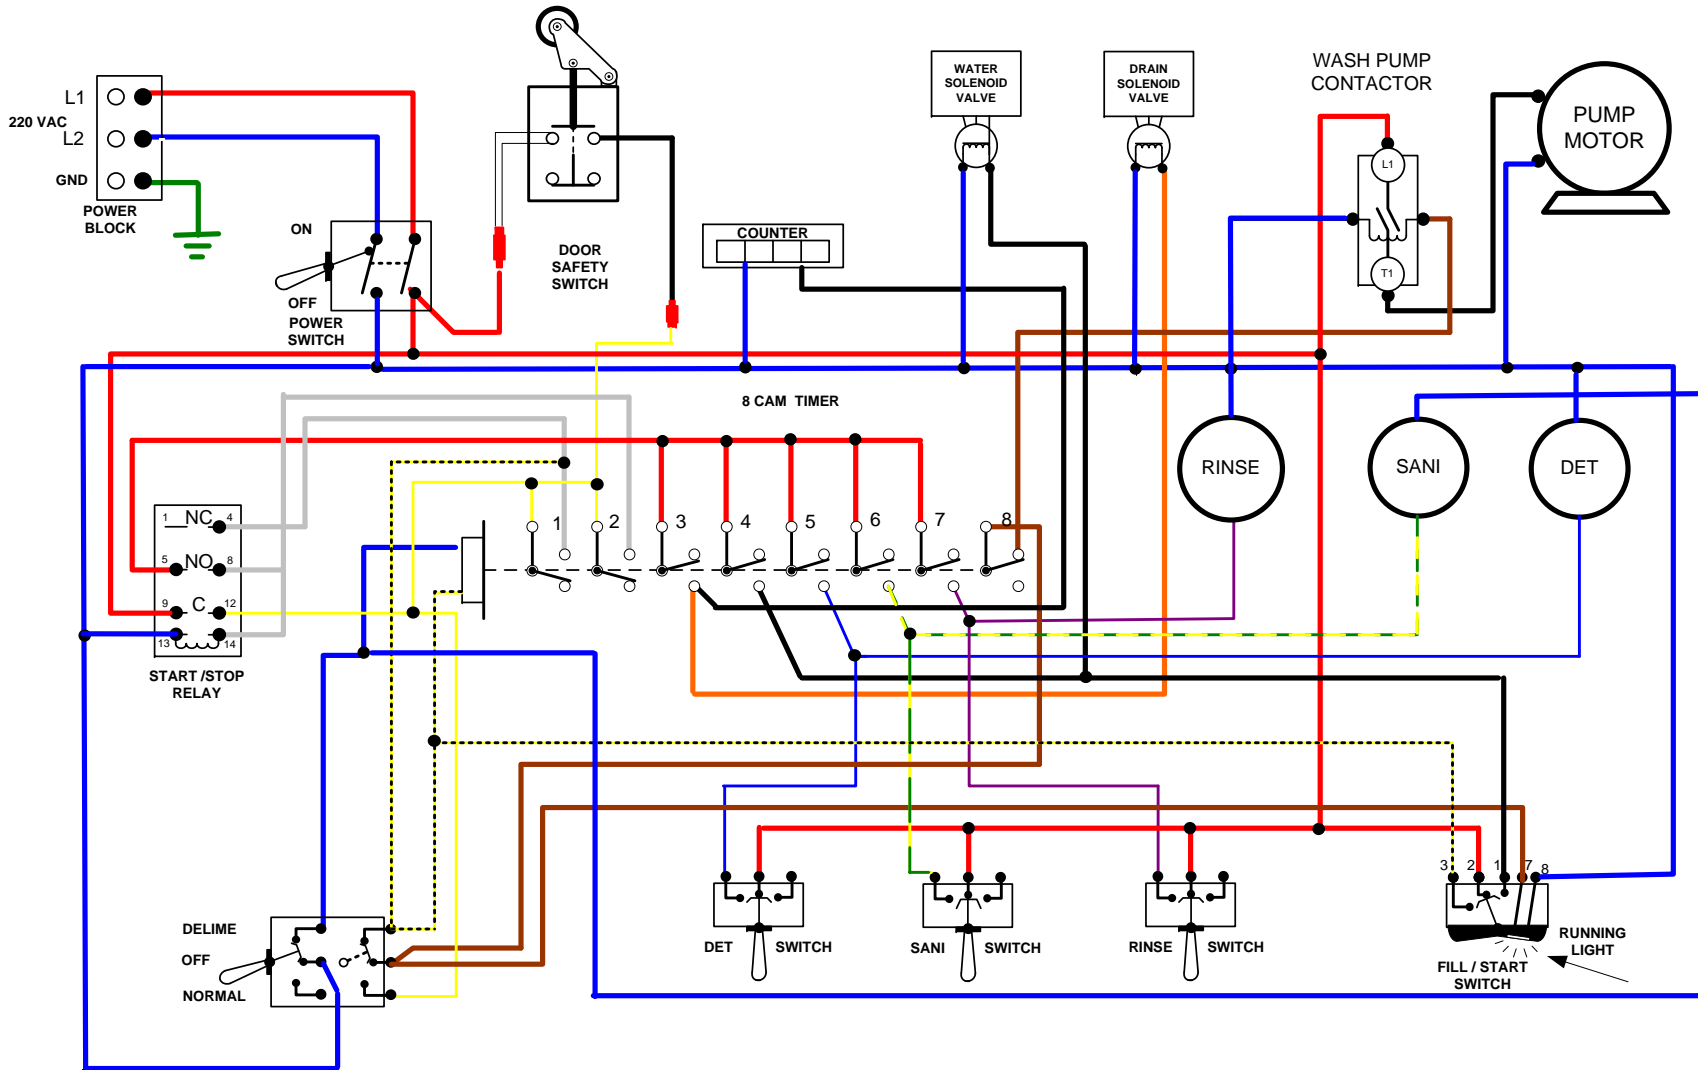 L1
220 VAC
L2
GND
POWER
BLOCK
ON
OFF
POWER
SWITCH
DOOR
SAFETY
SWITCH
COUNTER
WATER
SOLENOID
VALVE
DRAIN
SOLENOID
VALVE
WASH PUMP
CONTACTOR
L1
T1
PUMP
MOTOR
8 CAM TIMER
RINSE
SANI
DET
1 2 3 4 5 6 7 8
1 NC 4
5 NO 8
9 C 12
13 14
START /STOP
RELAY
DELIME
OFF
NORMAL
DET SWITCH
SANI SWITCH
RINSE SWITCH
3 2 1 7 8
RUNNING
LIGHT
FILL / START
SWITCH